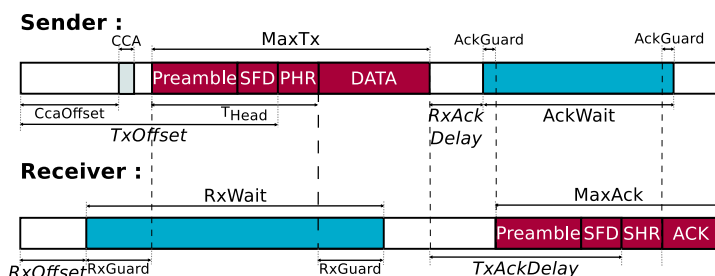 Sender :
CCA
MaxTx
AckGuard
AckGuard
Preamble SFD PHR DATA
CcaOffset
THead
RxAck
Delay
AckWait
TxOffset
Receiver :
RxWait
MaxAck
Preamble SFD SHR ACK
RxOffset
RxGuard
RxGuard
TxAckDelay